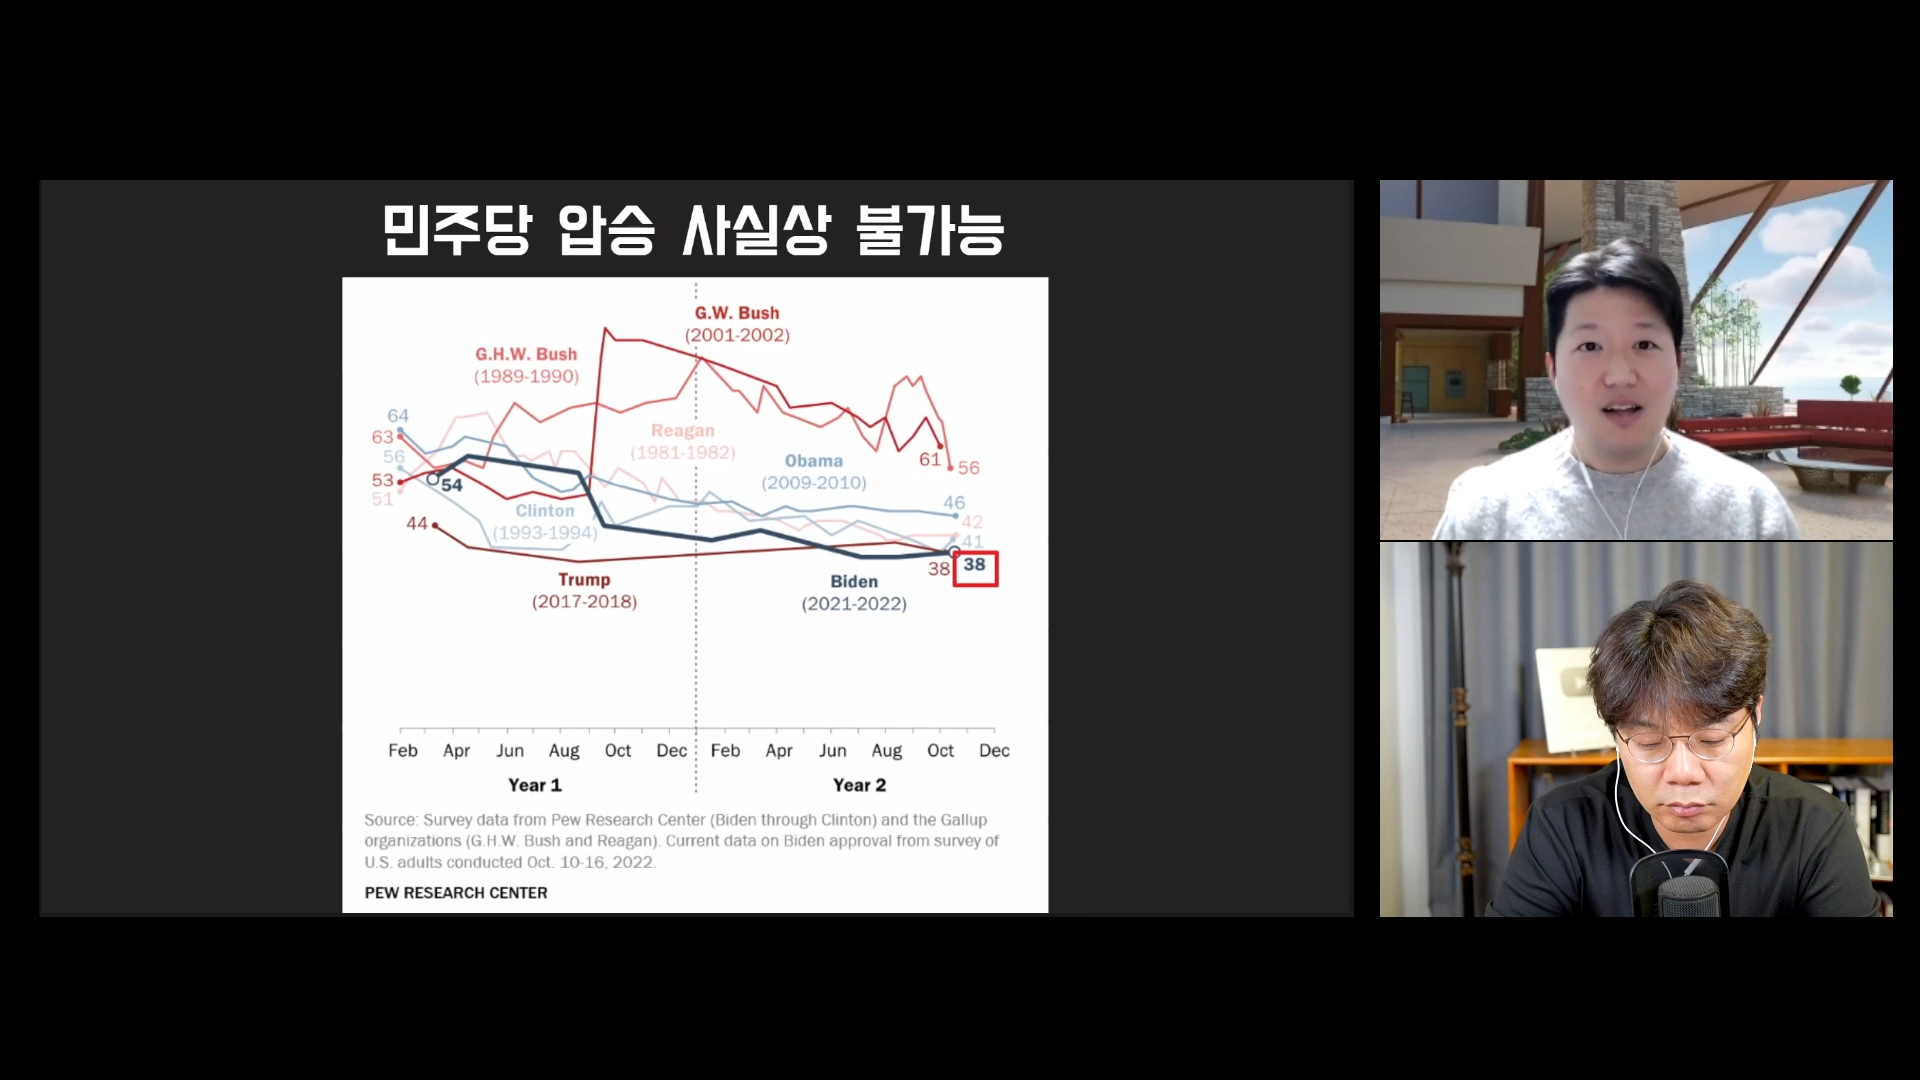 민주당 압승 사실상 불가능
G.W. Bush
(2001-2002)
G.H.W. Bush
(1989-1990)
64
63
56
53
51
54
44
Reagan
(1981-1982)
Obama
(2009-2010)
Clinton
(1993-1994)
61
56
46
42
41
38
38
Trump
(2017-2018)
Biden
(2021-2022)
Feb Apr Jun Aug Oct Dec Feb Apr Jun Aug Oct Dec
Year 1 Year 2
Source: Survey data from Pew Research Center (Biden through Clinton) and the Gallup
organizations (G.H.W. Bush and Reagan). Current data on Biden approval from survey of
U.S. adults conducted Oct. 10-16, 2022.
PEW RESEARCH CENTER